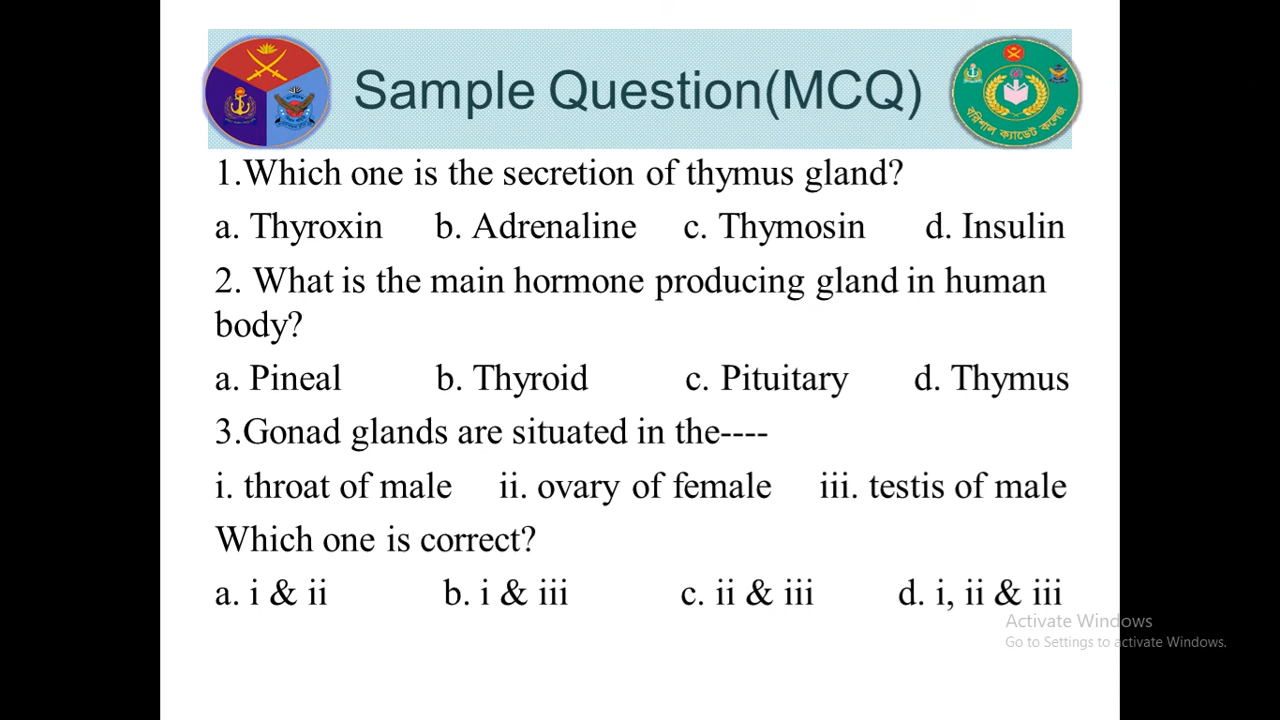 Sample Question(MCQ)
বরিশাল ক্যাডেট কলেজ
1.Which one is the secretion of thymus gland?
a. Thyroxin b. Adrenaline c. Thymosin d. Insulin
2. What is the main hormone producing gland in human
body?
a. Pineal b. Thyroid c. Pituitary d. Thymus
3.Gonad glands are situated in the----
i. throat of male ii. ovary of female iii. testis of male
Which one is correct?
a. i & ii b. i & iii c. ii & iii d. i, ii & iii
Activate Windows
Go to Settings to activate Windows.